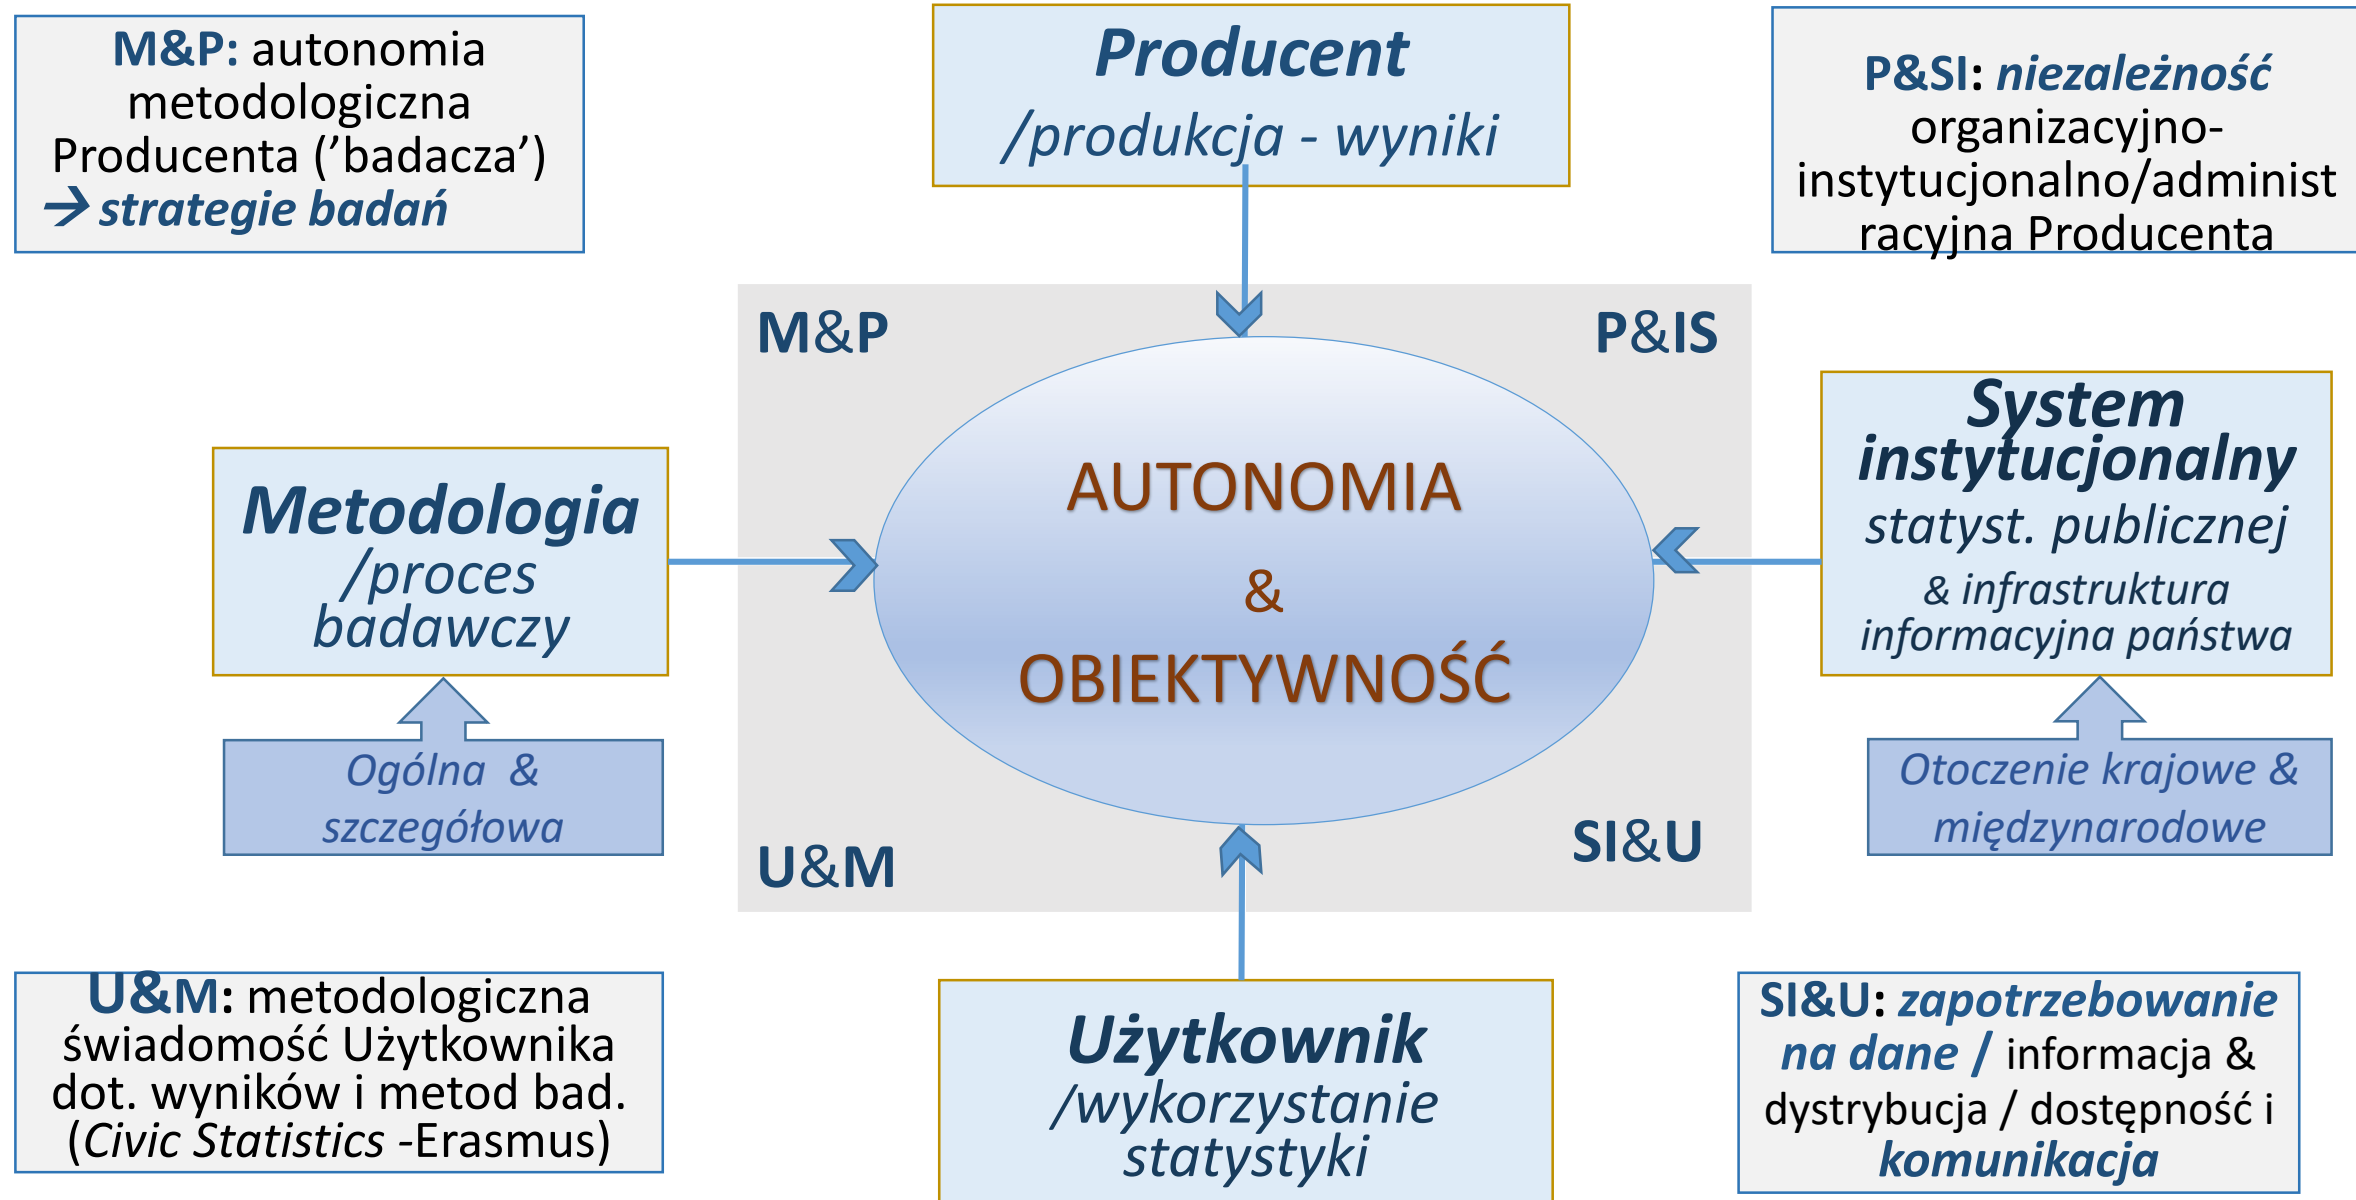 M&P: autonomia
metodologiczna
Producenta (’badacza’)
→ strategie badań
Producent
/produkcja - wyniki
P&SI: niezależność
organizacyjno-
instytucjonalno/administ
racyjna Producenta
M&P
P&IS
Metodologia
/proces
badawczy
AUTONOMIA
&
OBIEKTYWNOŚĆ
System
instytucjonalny
statyst. publicznej
& infrastruktura
informacyjna państwa
Ogólna &
szczegółowa
Otoczenie krajowe &
międzynarodowe
U&M
SI&U
U&M: metodologiczna
świadomość Użytkownika
dot. wyników i metod bad.
(Civic Statistics -Erasmus)
Użytkownik
/wykorzystanie
statystyki
SI&U: zapotrzebowanie
na dane / informacja &
dystrybucja / dostępność i
komunikacja